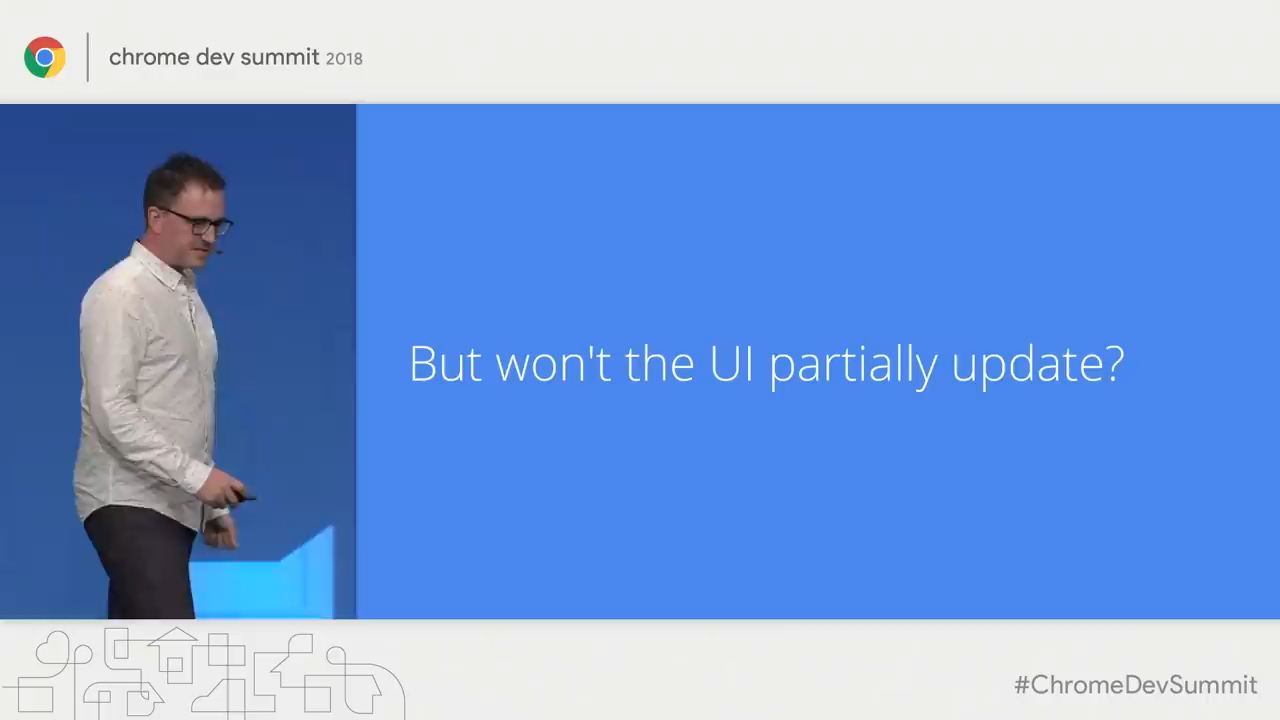 chrome dev summit 2018
But won't the UI partially update?
#ChromeDevSummit